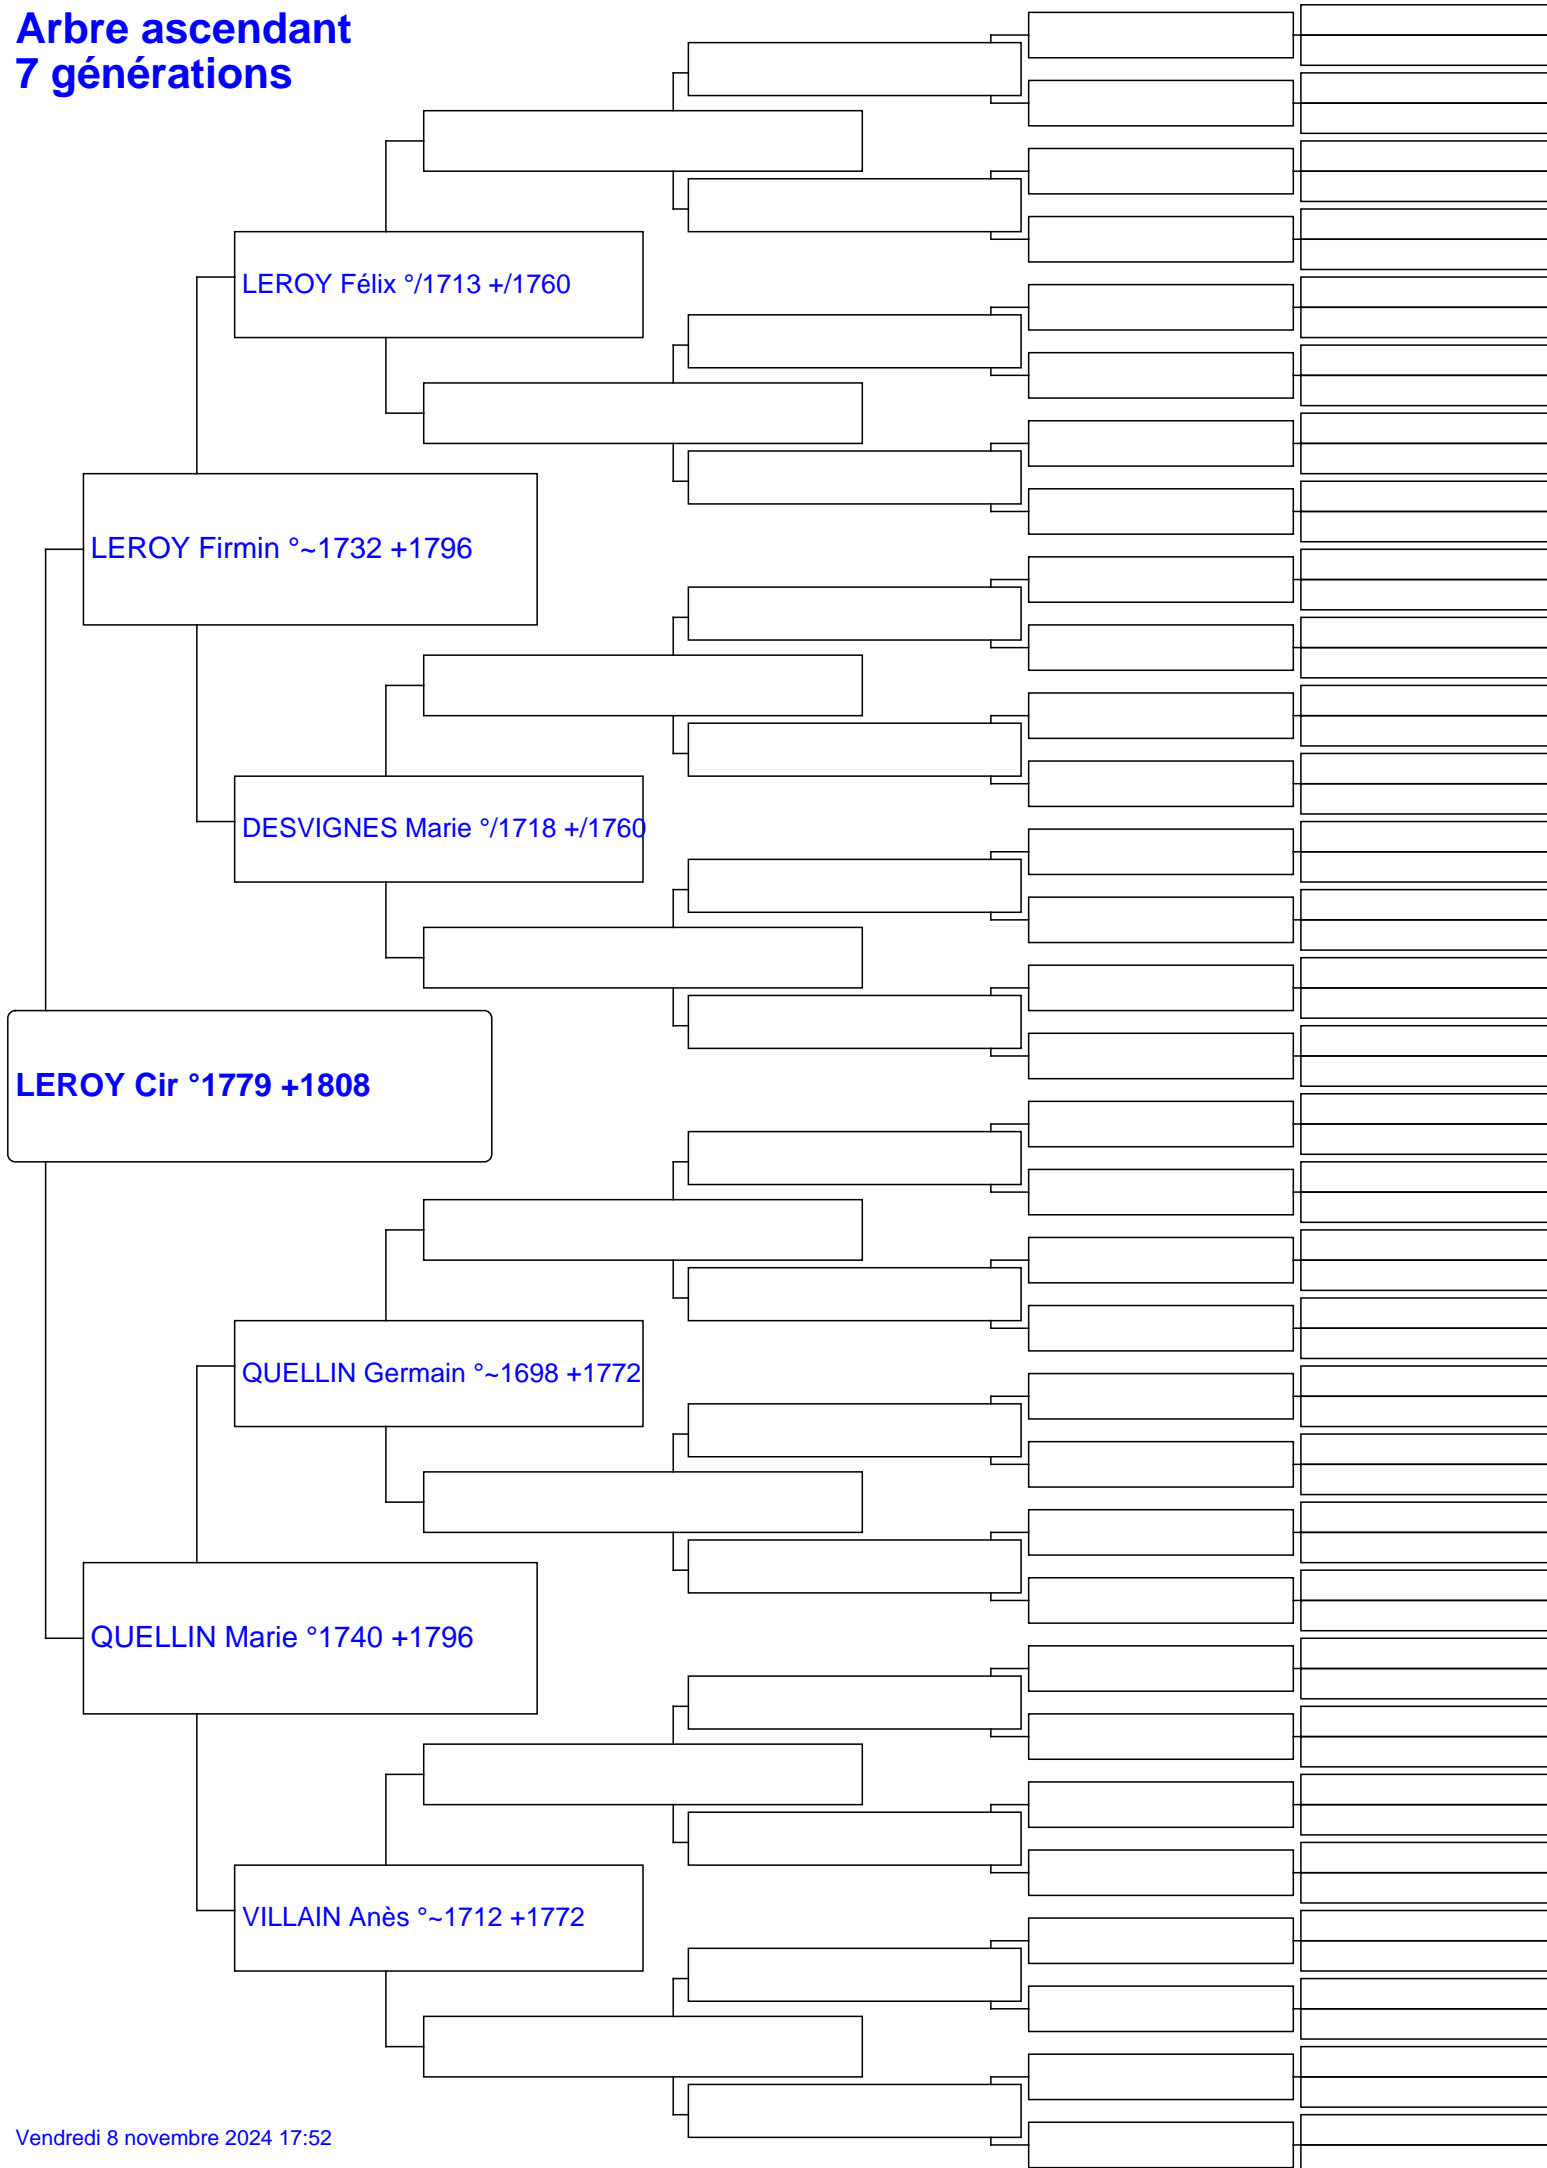 Arbre ascendant
7 générations
LEROY Félix °/1713 +/1760
LEROY Firmin °~1732 +1796
DESVIGNES Marie °/1718 +/1760
LEROY Cir °1779 +1808
QUELLIN Germain °~1698 +1772
QUELLIN Marie °1740 +1796
VILLAIN Anès °~1712 +1772
Vendredi 8 novembre 2024 17:52